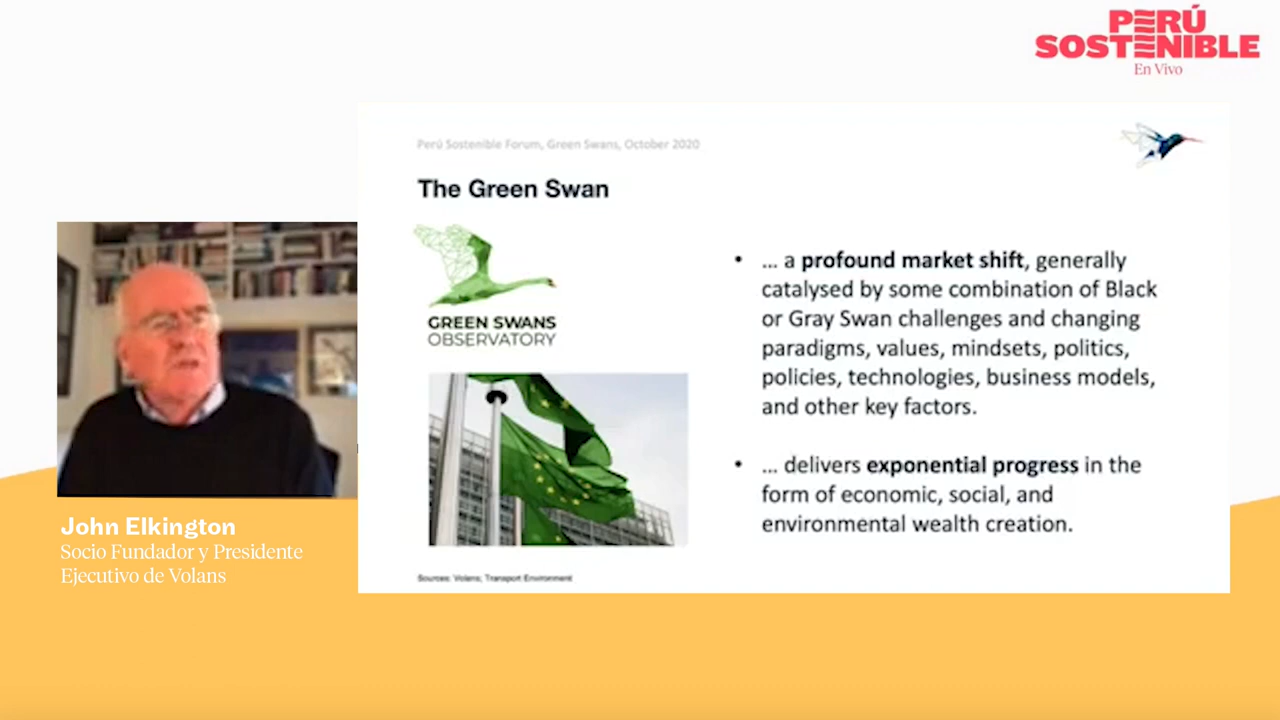 PERÚ
SOSTENIBLE
En Vivo
Perú Sostenible Forum, Green Swans, October 2020
The Green Swan
GREEN SWANS
OBSERVATORY
• ... a profound market shift, generally
catalysed by some combination of Black
or Gray Swan challenges and changing
paradigms, values, mindsets, politics,
policies, technologies, business models,
and other key factors.
• ... delivers exponential progress in the
form of economic, social, and
environmental wealth creation.
Sources: Volans; Transport Environment
John Elkington
Socio Fundador y Presidente
Ejecutivo de Volans